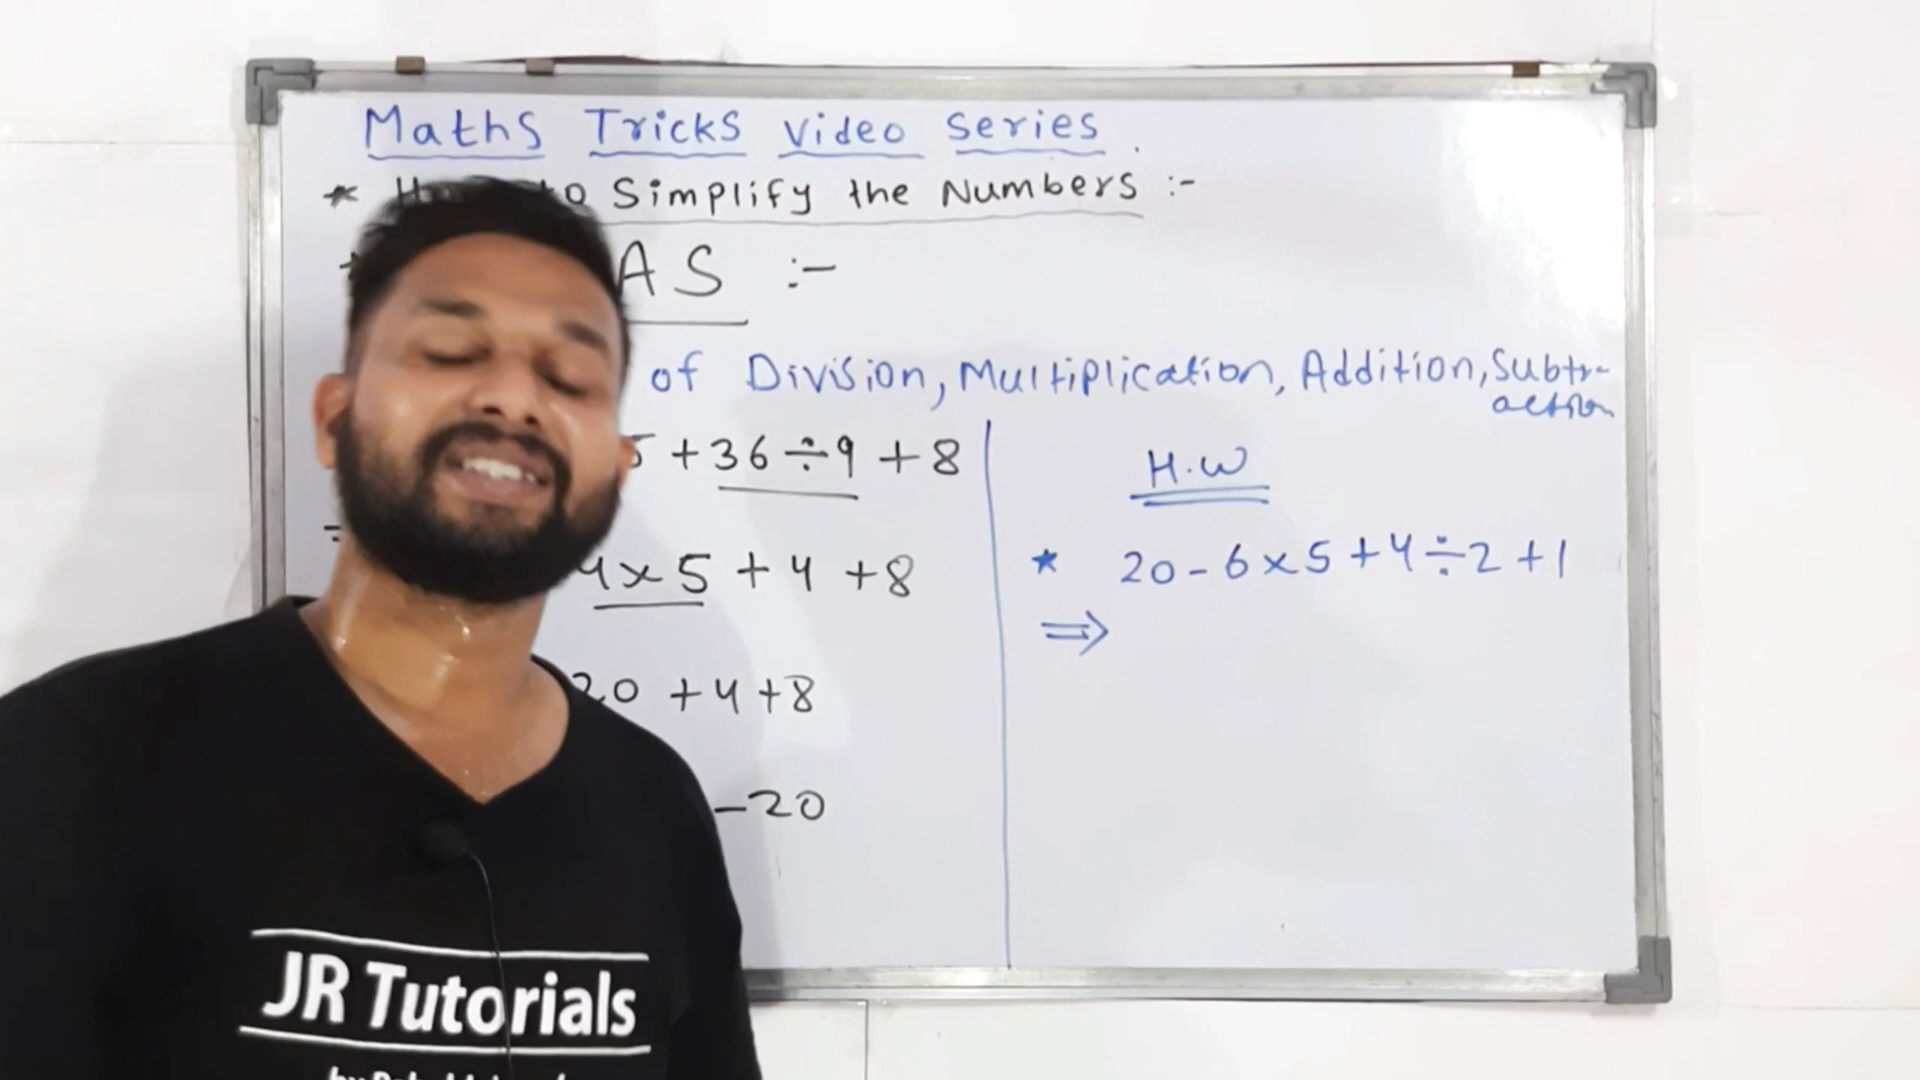 Maths Tricks Video Series.
* to Simplify the Numbers :-
AS :-
of Division, Multiplication, Addition, Subtr-
action
5 + 36 ÷ 9 + 8
4 x 5 + 4 + 8
20 + 4 + 8
- 20
H.W
* 20 - 6 x 5 + 4 ÷ 2 + 1
⇒
JR Tutorials